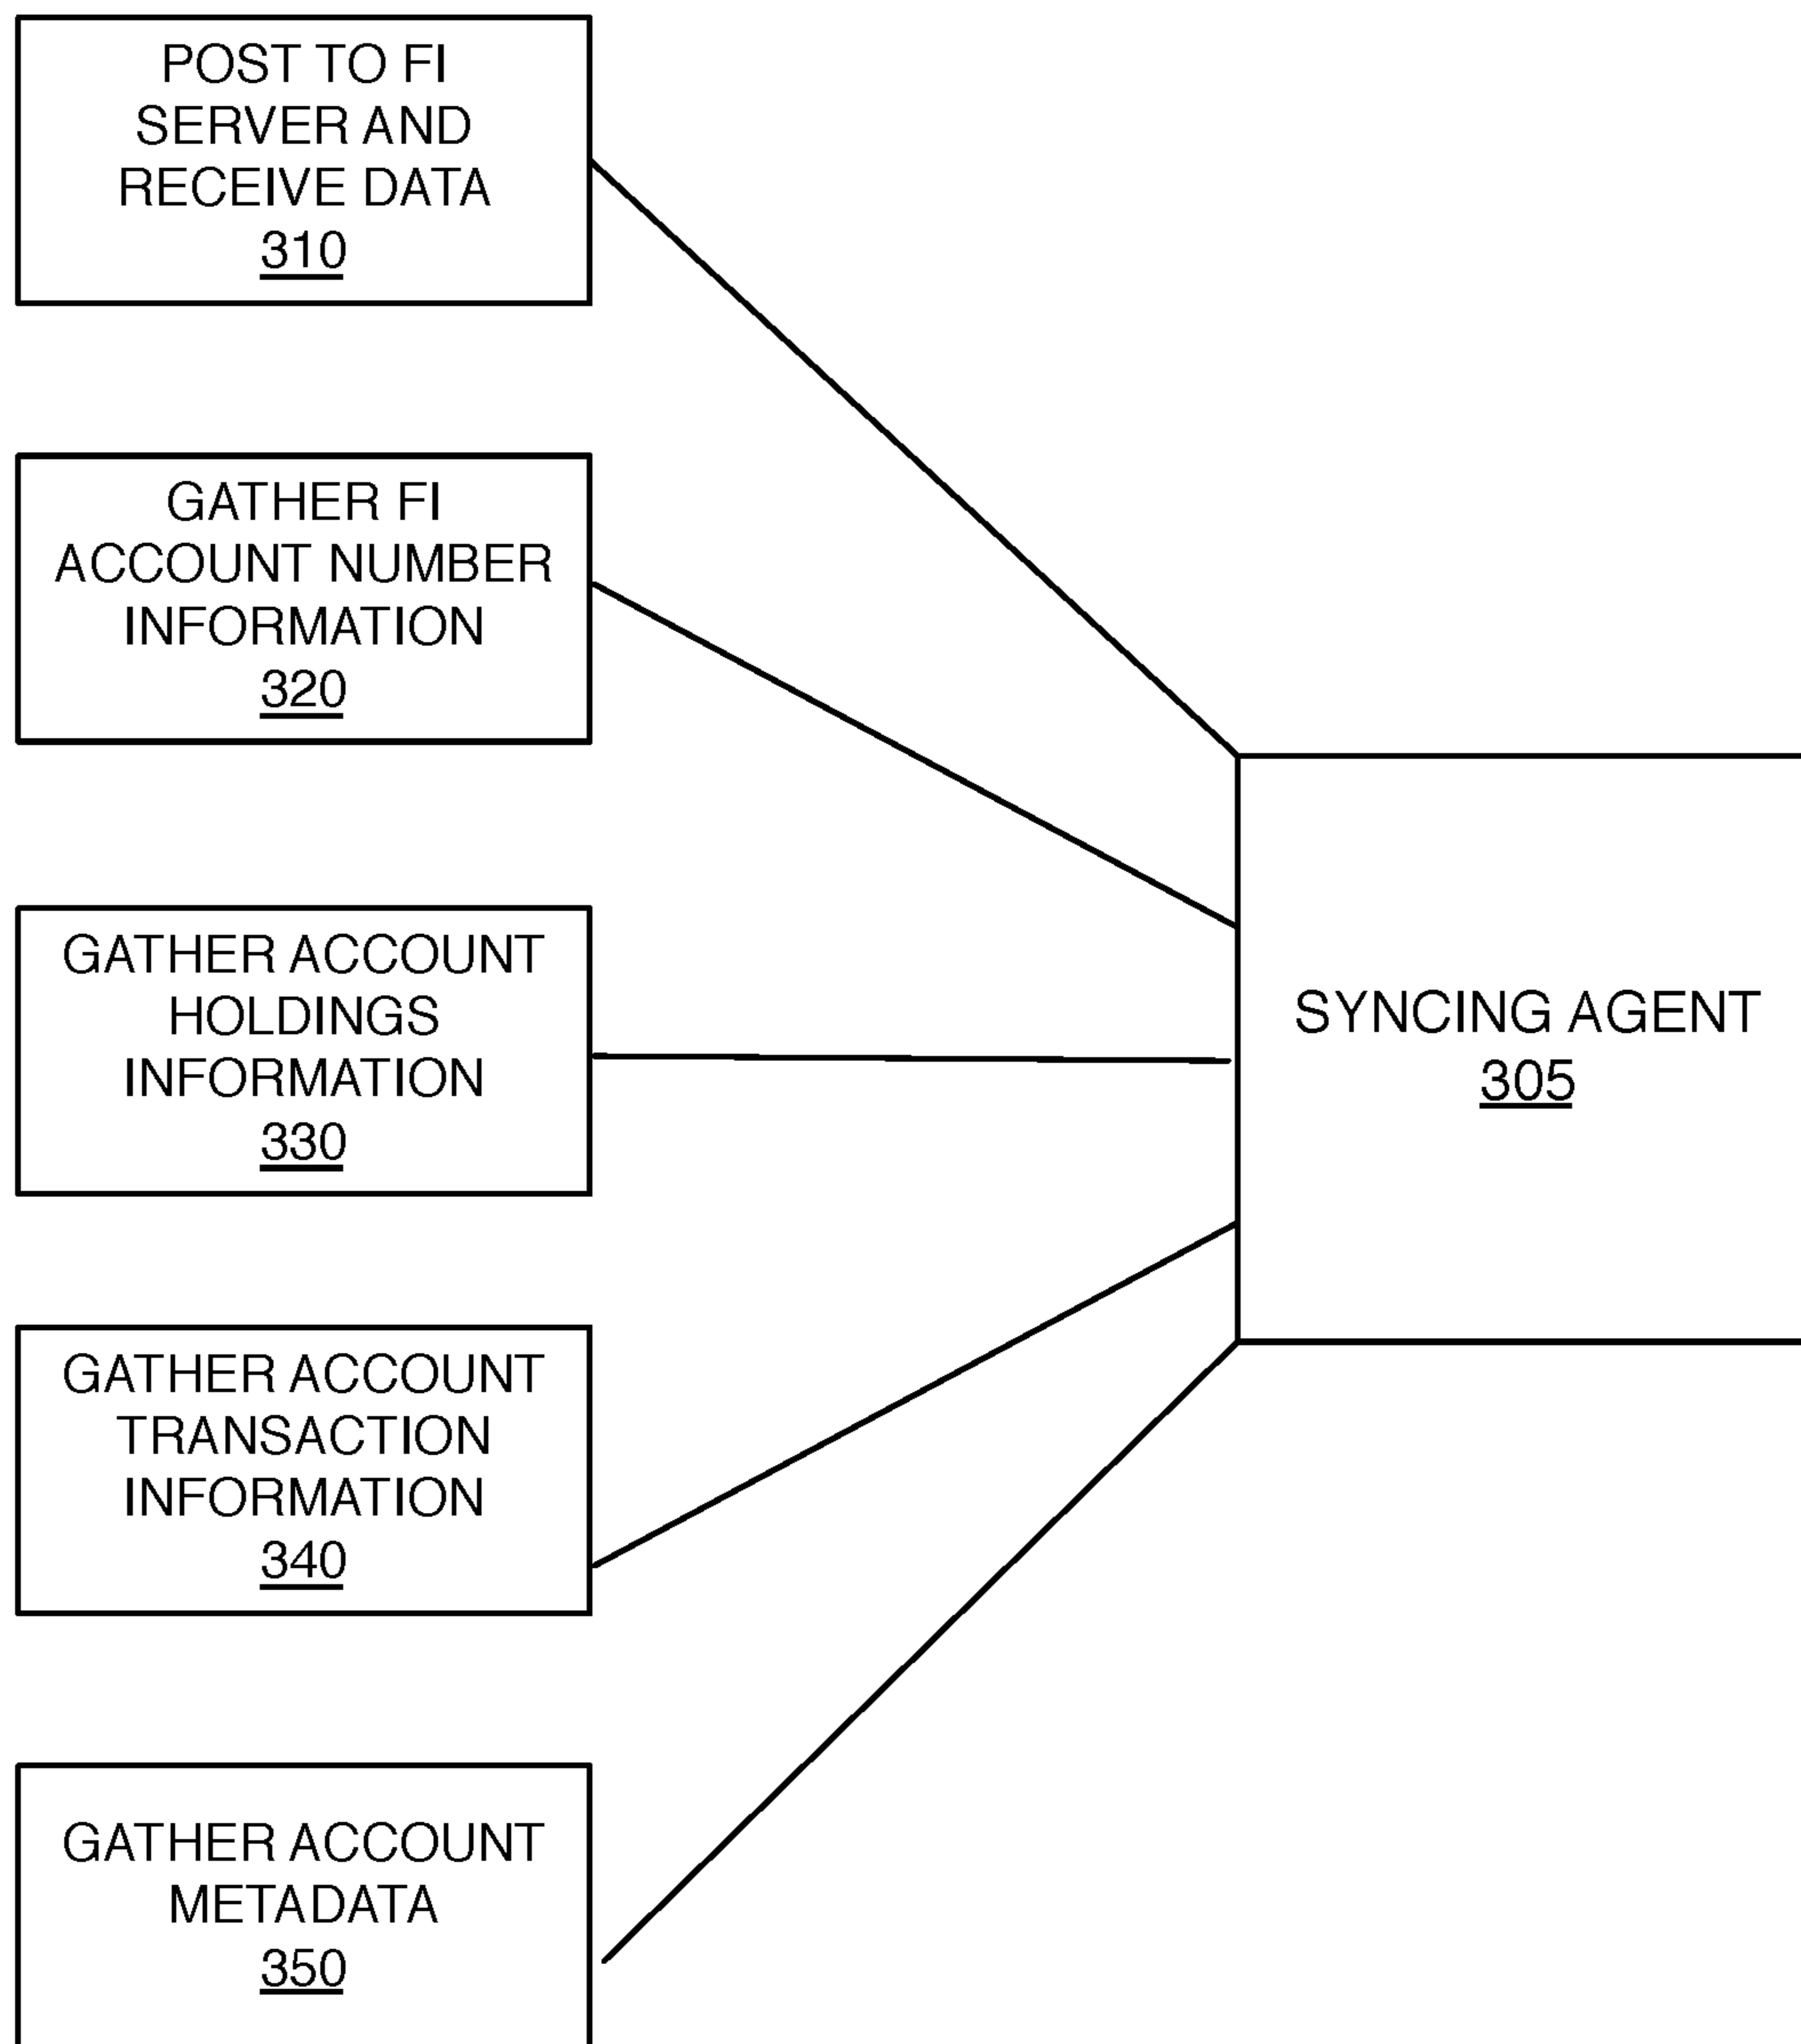 POST TO FI
SERVER AND
RECEIVE DATA
310
GATHER FI
ACCOUNT NUMBER
INFORMATION
320
GATHER ACCOUNT
HOLDINGS
INFORMATION
330
SYNCING AGENT
305
GATHER ACCOUNT
TRANSACTION
INFORMATION
340
GATHER ACCOUNT
METADATA
350